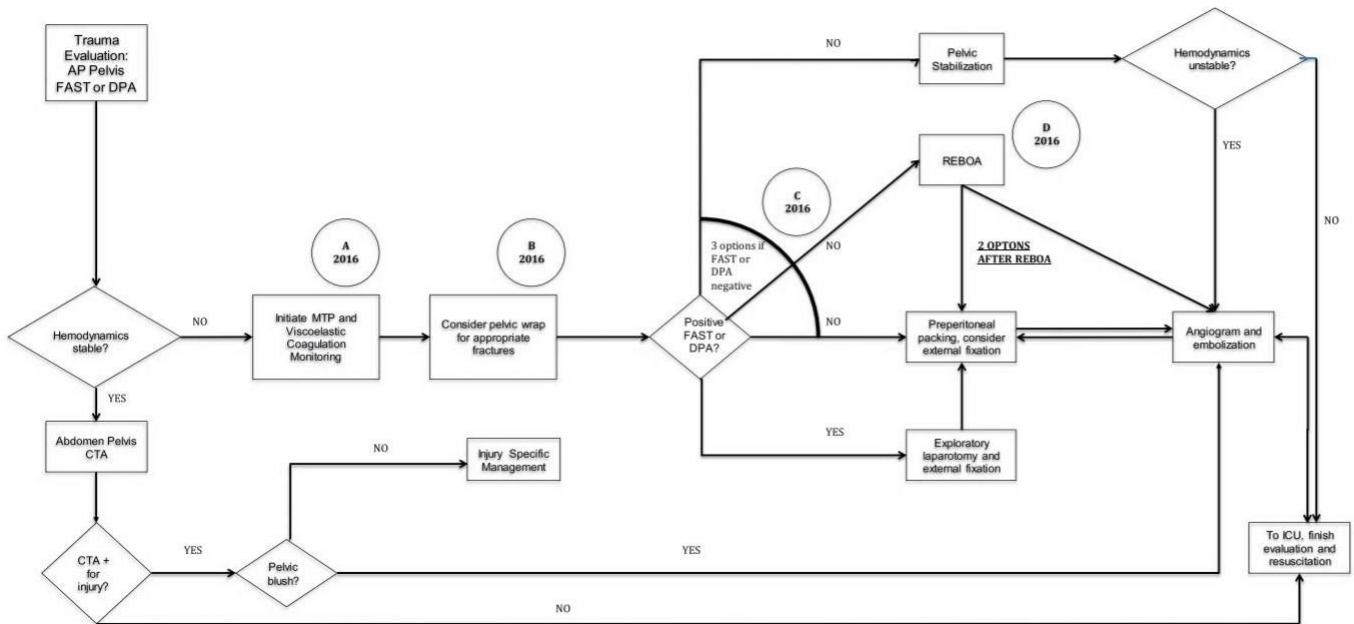 Trauma
Evaluation:
AP Pelvis
FAST or DPA
NO
Pelvic
Stabilization
Hemodynamics
unstable?
D
2016
REBOA
YES
C
2016
A
2016
B
2016
NO
3 options if
FAST or
DPA
negative
NO
2 OPTONS
AFTER REBOA
Hemodynamics
stable?
NO
Initiate MTP and
Viscoelastic
Coagulation
Monitoring
Consider pelvic wrap
for appropriate
fractures
Positive
FAST or
DPA?
NO
Preperitoneal
packing, consider
external fixation
Angiogram and
embolization
YES
Abdomen Pelvis
CTA
NO
Injury Specific
Management
YES
Exploratory
laparotomy and
external fixation
CTA +
for
injury?
YES
Pelvic
blush?
YES
To ICU, finish
evaluation and
resuscitation
NO